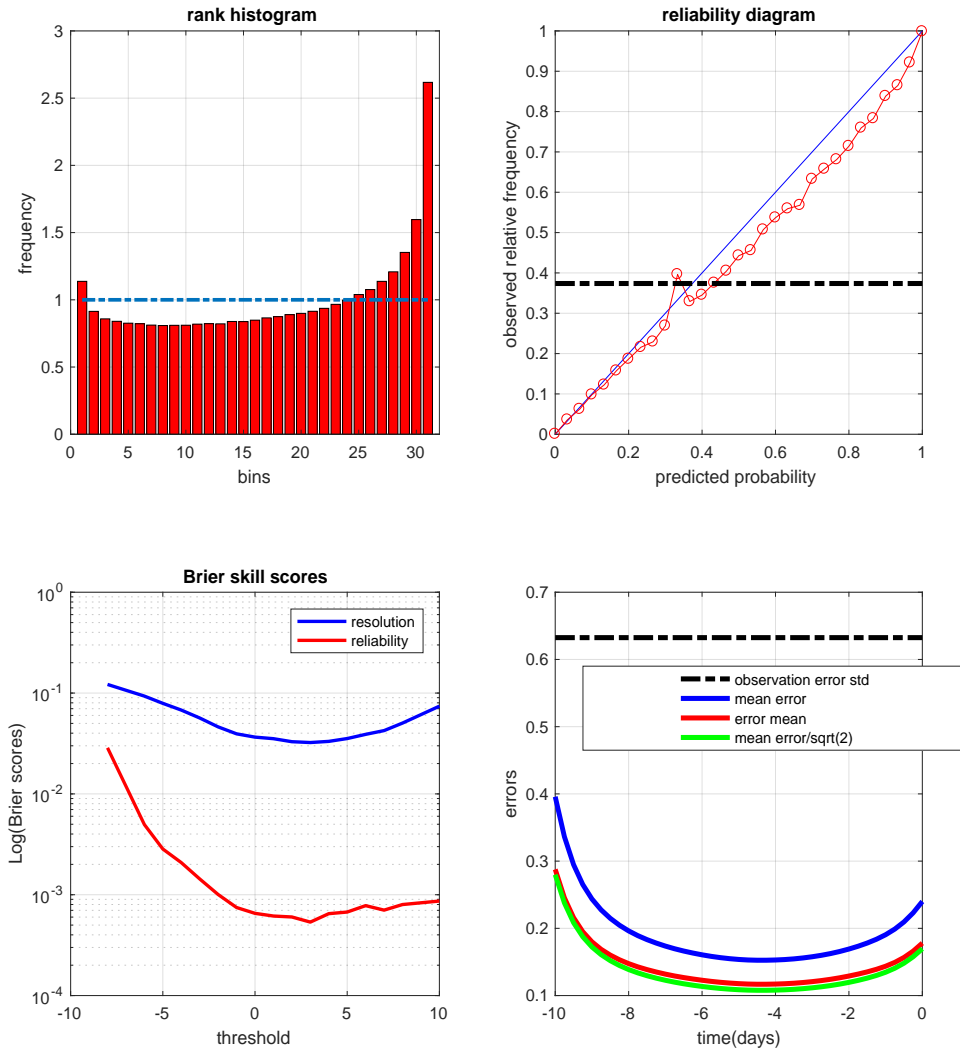 rank histogram
3
2.5
2
1.5
1
0.5
0
frequency
0 5 10 15 20 25 30
bins
reliability diagram
1
0.9
0.8
0.7
0.6
0.5
0.4
0.3
0.2
0.1
0
observed relative frequency
0 0.2 0.4 0.6 0.8 1
predicted probability
Brier skill scores
10^0
10^-1
10^-2
10^-3
10^-4
Log(Brier scores)
resolution
reliability
-10 -5 0 5 10
threshold
0.7
0.6
0.5
0.4
0.3
0.2
0.1
errors
observation error std
mean error
error mean
mean error/sqrt(2)
-10 -8 -6 -4 -2 0
time(days)